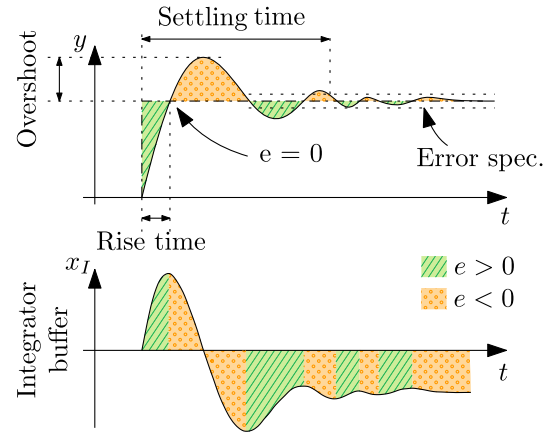 Settling time
y
Overshoot
e = 0
Error spec.
t
Rise time
x_I
e > 0
e < 0
Integrator
buffer
t